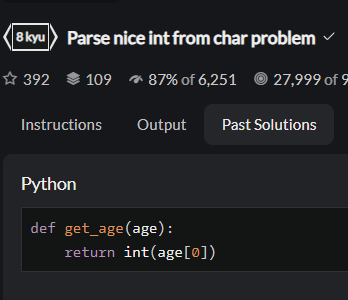 8 kyu Parse nice int from char problem
392 109 87% of 6,251 27,999 of 9
Instructions Output Past Solutions
Python
def get_age(age):
    return int(age[0])